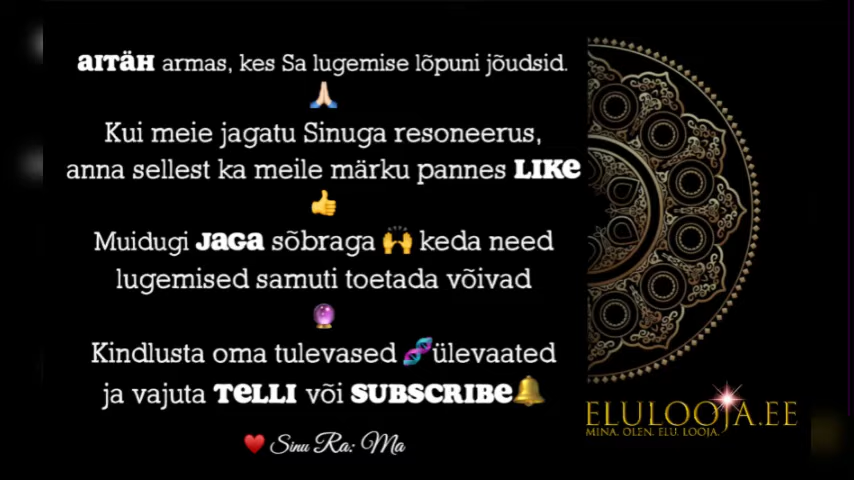 AITÄH armas, kes Sa lugemise lõpuni jõudsid.
🙏🏻
Kui meie jagatu Sinuga resoneerus,
anna sellest ka meile märku pannes LIKE
👍
Muidugi JAGA sõbraga 🙌 keda need
lugemised samuti toetada võivad
🔮
Kindlusta oma tulevased 🧬ülevaated
ja vajuta TELLI või SUBSCRIBE🔔
♥️ Sinu Ra: Ma
ELULOOJA.EE
MINA. OLEN. ELU. LOOJA.